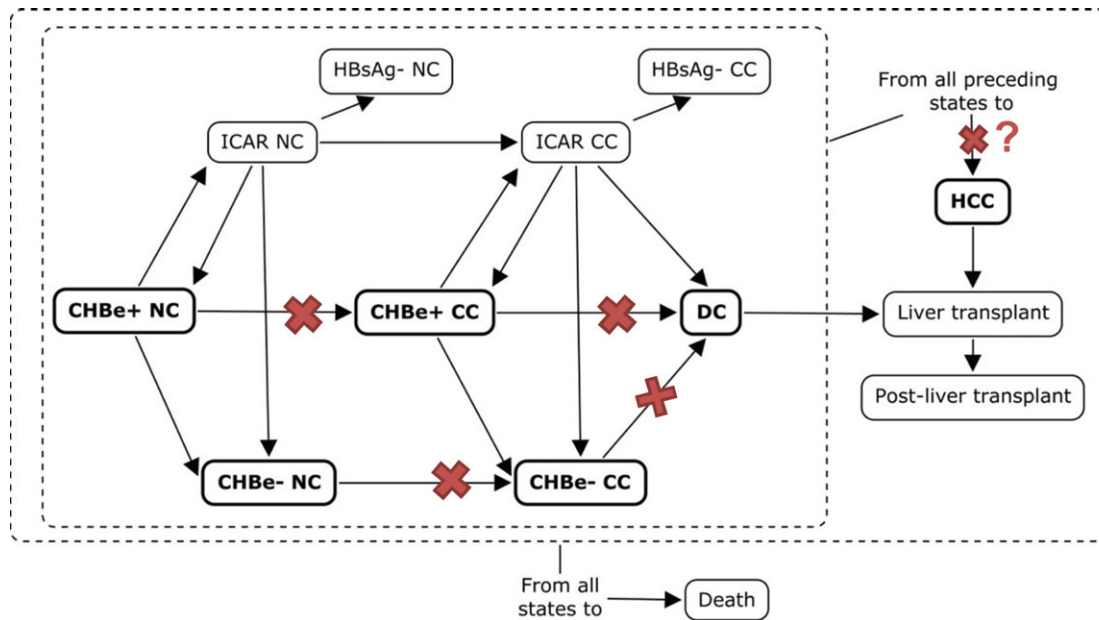 HBsAg- NC
HBsAg- CC
From all preceding
states to
?
ICAR NC
ICAR CC
HCC
CHBe+ NC
CHBe+ CC
DC
Liver transplant
Post-liver transplant
CHBe- NC
CHBe- CC
From all
states to
Death